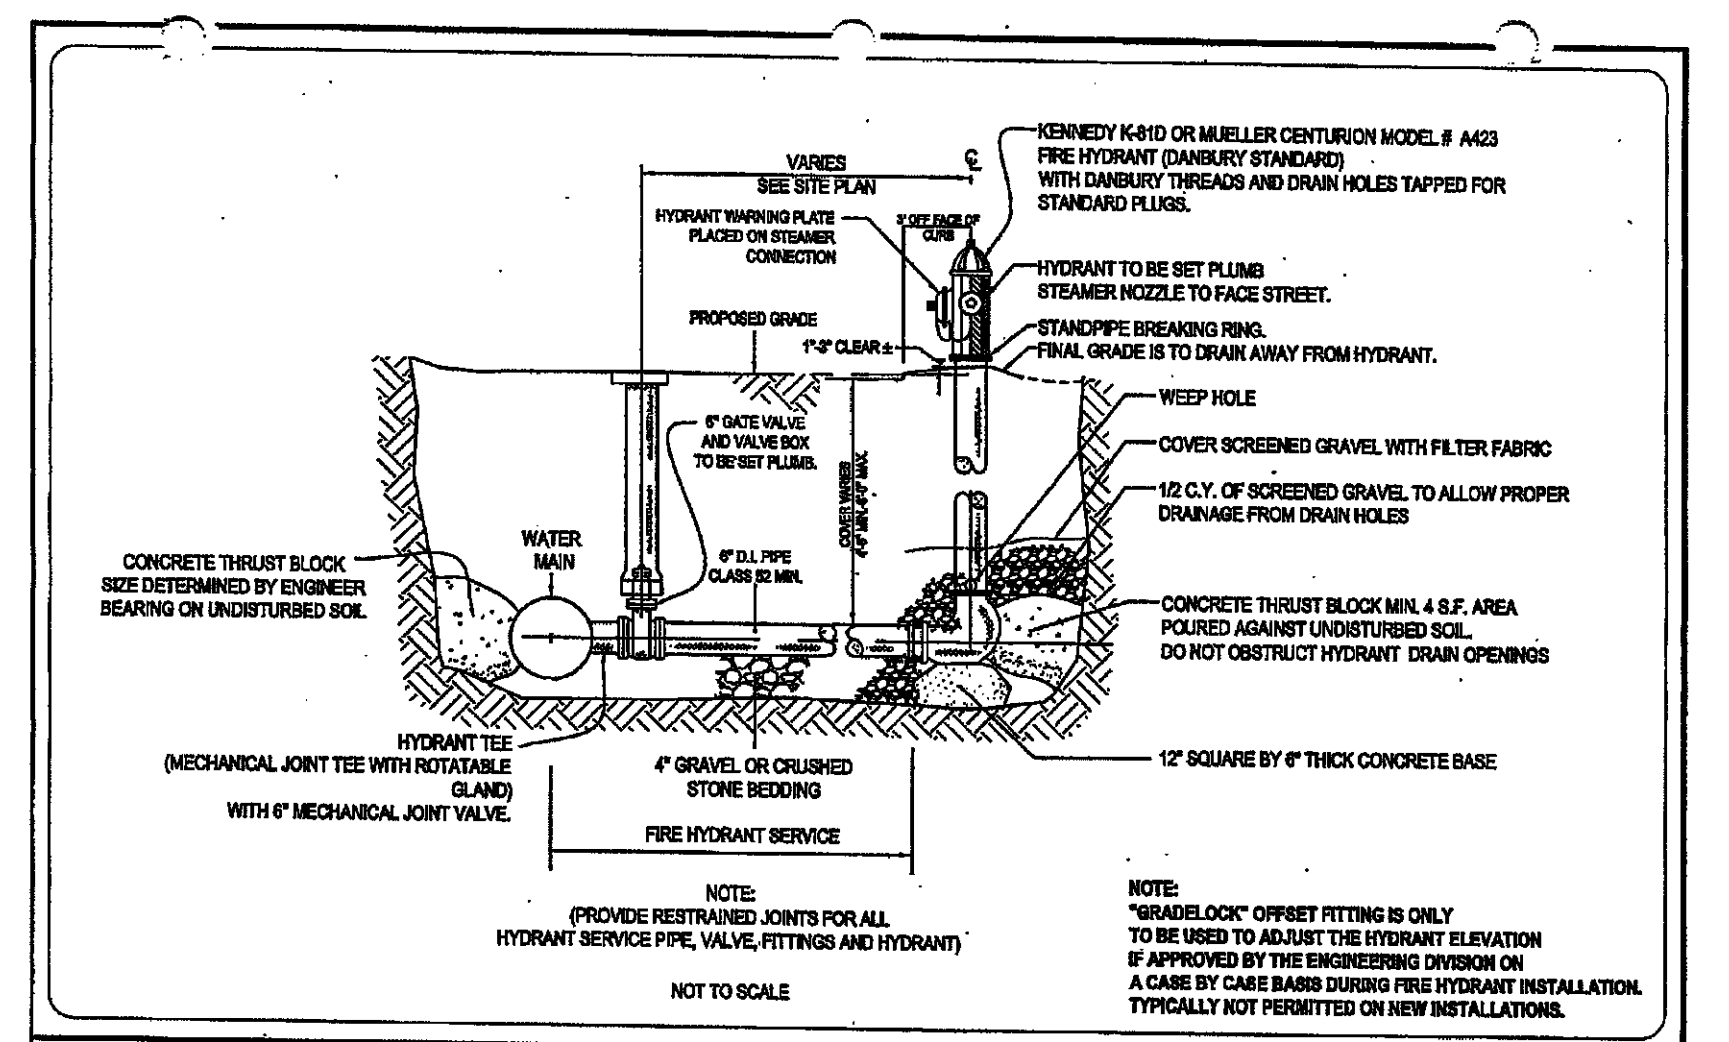 KENNEDY K-81D OR MUELLER CENTURION MODEL # A423
FIRE HYDRANT (DANBURY STANDARD)
WITH DANBURY THREADS AND DRAIN HOLES TAPPED FOR
STANDARD PLUGS.
VARIES
SEE SITE PLAN
HYDRANT WARNING PLATE
PLACED ON STEAMER
CONNECTION
3' OFF FACE OF
CURB
HYDRANT TO BE SET PLUMB
STEAMER NOZZLE TO FACE STREET.
PROPOSED GRADE
STANDPIPE BREAKING RING.
1"-3" CLEAR ±
FINAL GRADE IS TO DRAIN AWAY FROM HYDRANT.
WEEP HOLE
6" GATE VALVE
AND VALVE BOX
TO BE SET PLUMB.
COVER SCREENED GRAVEL WITH FILTER FABRIC
COVER VARIES
MIN. MAX.
1/2 C.Y. OF SCREENED GRAVEL TO ALLOW PROPER
DRAINAGE FROM DRAIN HOLES
WATER
MAIN
6" D.I. PIPE
CLASS 52 MIN.
CONCRETE THRUST BLOCK
SIZE DETERMINED BY ENGINEER
BEARING ON UNDISTURBED SOIL
CONCRETE THRUST BLOCK MIN. 4 S.F. AREA
POURED AGAINST UNDISTURBED SOIL.
DO NOT OBSTRUCT HYDRANT DRAIN OPENINGS
HYDRANT TEE
(MECHANICAL JOINT TEE WITH ROTATABLE
GLAND)
WITH 6" MECHANICAL JOINT VALVE.
4" GRAVEL OR CRUSHED
STONE BEDDING
12" SQUARE BY 6" THICK CONCRETE BASE
FIRE HYDRANT SERVICE
NOTE:
(PROVIDE RESTRAINED JOINTS FOR ALL
HYDRANT SERVICE PIPE, VALVE, FITTINGS AND HYDRANT)
NOT TO SCALE
NOTE:
"GRADELOCK" OFFSET FITTING IS ONLY
TO BE USED TO ADJUST THE HYDRANT ELEVATION
IF APPROVED BY THE ENGINEERING DIVISION ON
A CASE BY CASE BASIS DURING FIRE HYDRANT INSTALLATION.
TYPICALLY NOT PERMITTED ON NEW INSTALLATIONS.